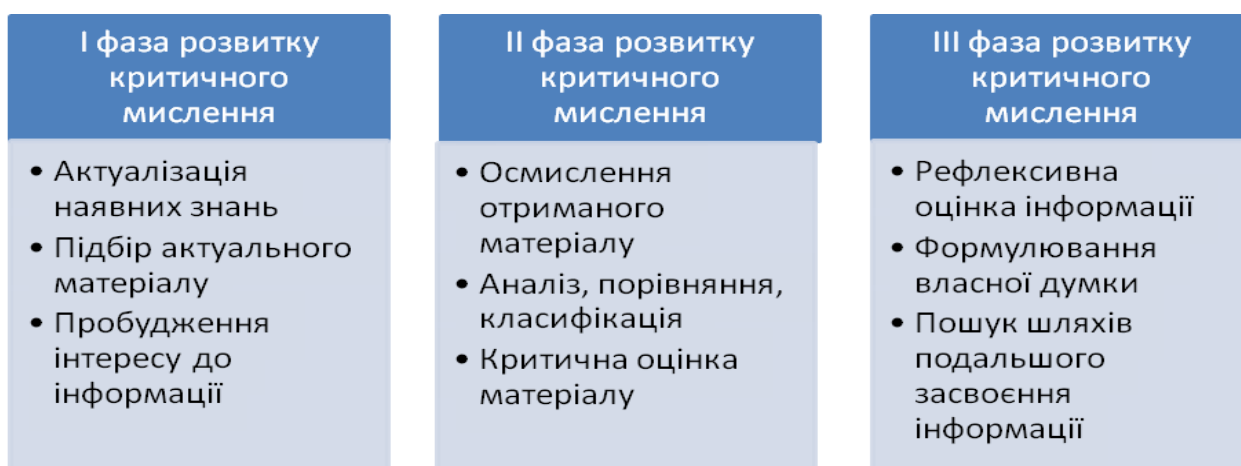 І фаза розвитку
критичного
мислення
• Актуалізація
наявних знань
• Підбір актуального
матеріалу
• Пробудження
інтересу до
інформації
ІІ фаза розвитку
критичного
мислення
• Осмислення
отриманого
матеріалу
• Аналіз, порівняння,
класифікація
• Критична оцінка
матеріалу
ІІІ фаза розвитку
критичного
мислення
• Рефлексивна
оцінка інформації
• Формулювання
власної думки
• Пошук шляхів
подальшого
засвоєння
інформації